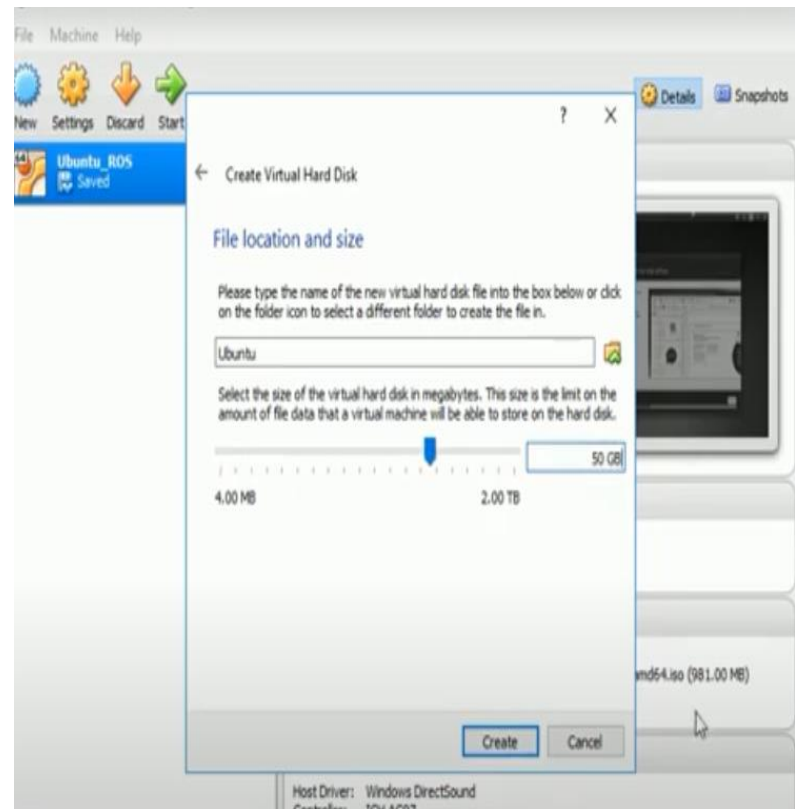 File Machine Help
New Settings Discard Start
Details Snapshots
Ubuntu_ROS
Saved
? X
Create Virtual Hard Disk
File location and size
Please type the name of the new virtual hard disk file into the box below or click
on the folder icon to select a different folder to create the file in.
Ubuntu
Select the size of the virtual hard disk in megabytes. This size is the limit on the
amount of file data that a virtual machine will be able to store on the hard disk.
50 GB
4.00 MB 2.00 TB
amd64.iso (981.00 MB)
Create Cancel
Host Driver: Windows DirectSound
Controller: ICH AC97